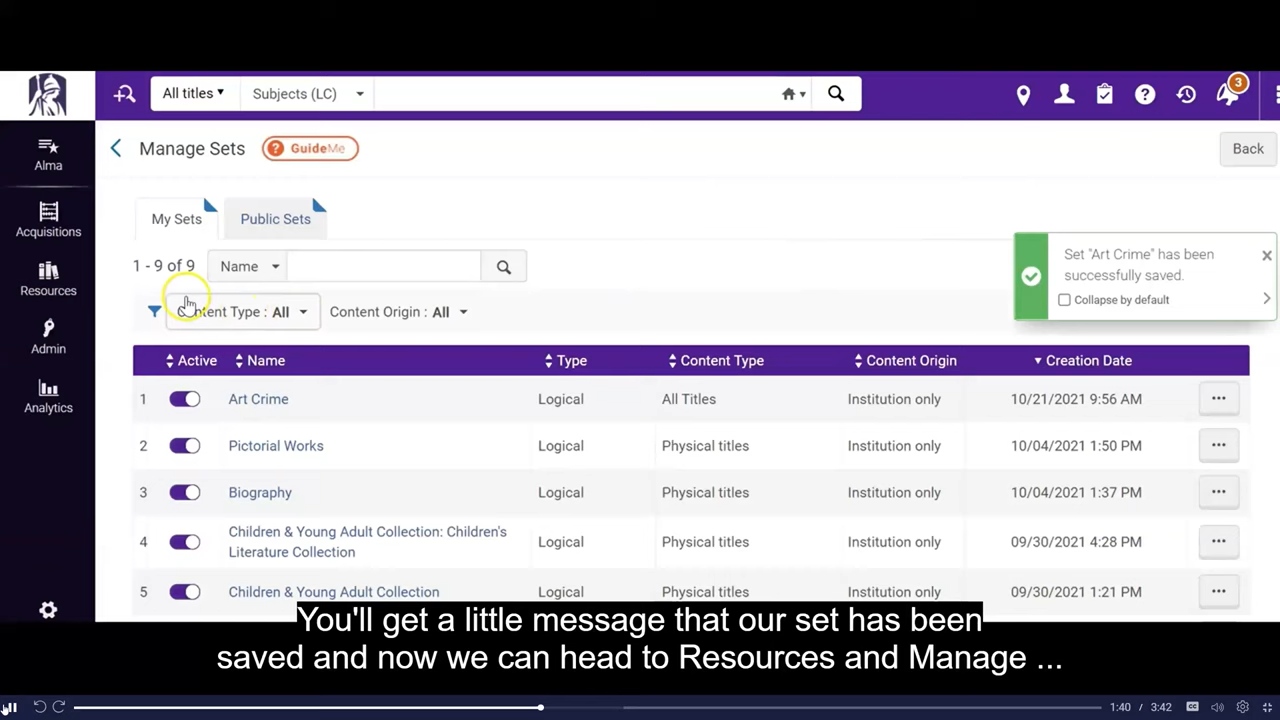 All titles
Subjects (LC)
3
Alma
Manage Sets
GuideMe
Back
Acquisitions
My Sets
Public Sets
Set "Art Crime" has been
successfully saved.
Collapse by default
1 - 9 of 9
Name
Resources
Content Type : All
Content Origin : All
Admin
Active
Name
Type
Content Type
Content Origin
Creation Date
Analytics
1 Art Crime Logical All Titles Institution only 10/21/2021 9:56 AM
2 Pictorial Works Logical Physical titles Institution only 10/04/2021 1:50 PM
3 Biography Logical Physical titles Institution only 10/04/2021 1:37 PM
4 Children & Young Adult Collection: Children's
Literature Collection Logical Physical titles Institution only 09/30/2021 4:28 PM
5 Children & Young Adult Collection Logical Physical titles Institution only 09/30/2021 1:21 PM
You'll get a little message that our set has been
saved and now we can head to Resources and Manage ...
1:40 / 3:42
CC